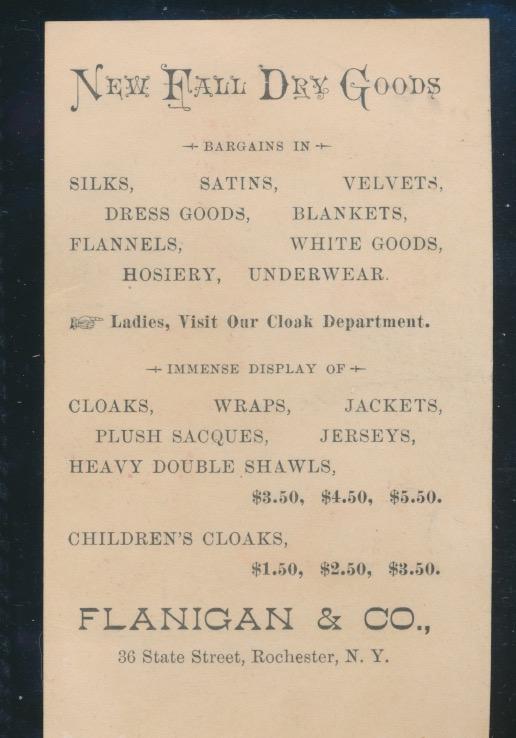 New Fall Dry Goods
BARGAINS IN
SILKS, SATINS, VELVETS,
DRESS GOODS, BLANKETS,
FLANNELS, WHITE GOODS,
HOSIERY, UNDERWEAR.
Ladies, Visit Our Cloak Department.
IMMENSE DISPLAY OF
CLOAKS, WRAPS, JACKETS,
PLUSH SACQUES, JERSEYS,
HEAVY DOUBLE SHAWLS,
$3.50, $4.50, $5.50.
CHILDREN'S CLOAKS,
$1.50, $2.50, $3.50.
FLANIGAN & CO.,
36 State Street, Rochester, N. Y.